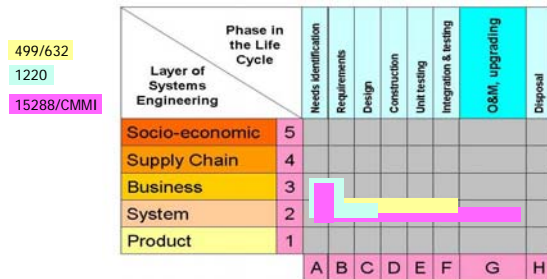 499/632
1220
15288/CMMI
Phase in
the Life
Cycle
Layer of
Systems
Engineering
Needs identification
Requirements
Design
Construction
Unit testing
Integration & testing
O&M, upgrading
Disposal
Socio-economic 5
Supply Chain 4
Business 3
System 2
Product 1
A B C D E F G H